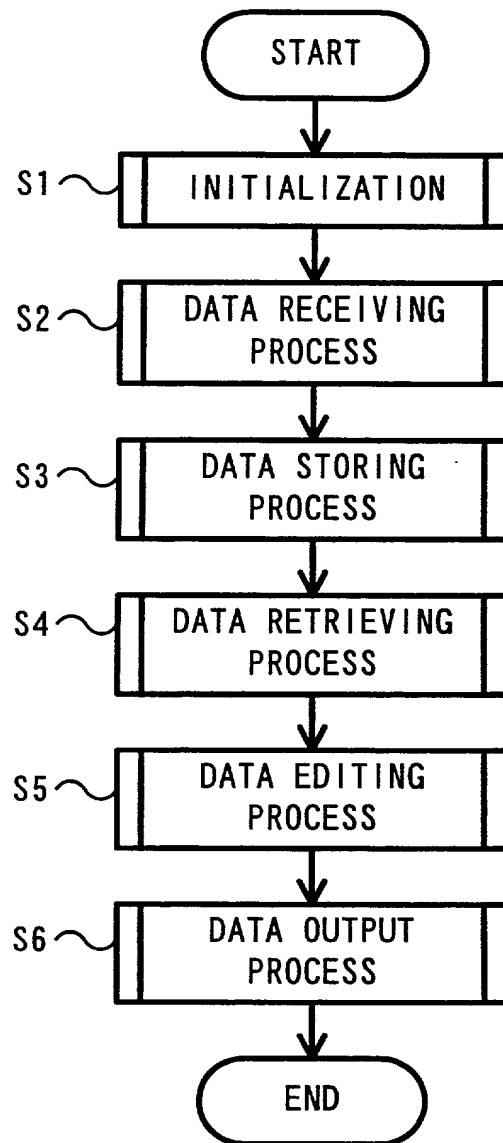 START
S1 INITIALIZATION
S2 DATA RECEIVING
PROCESS
S3 DATA STORING
PROCESS
S4 DATA RETRIEVING
PROCESS
S5 DATA EDITING
PROCESS
S6 DATA OUTPUT
PROCESS
END